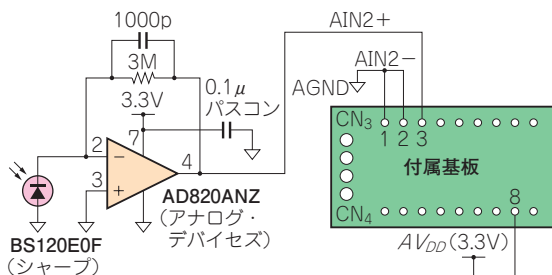 1000p
3M
3.3V
0.1μ
パスコン
2
7
4
3
AD820ANZ
(アナログ・
デバイセズ)
BS120E0F
(シャープ)
AIN2+
AIN2-
AGND
CN3
1 2 3
付属基板
CN4
8
AVDD(3.3V)